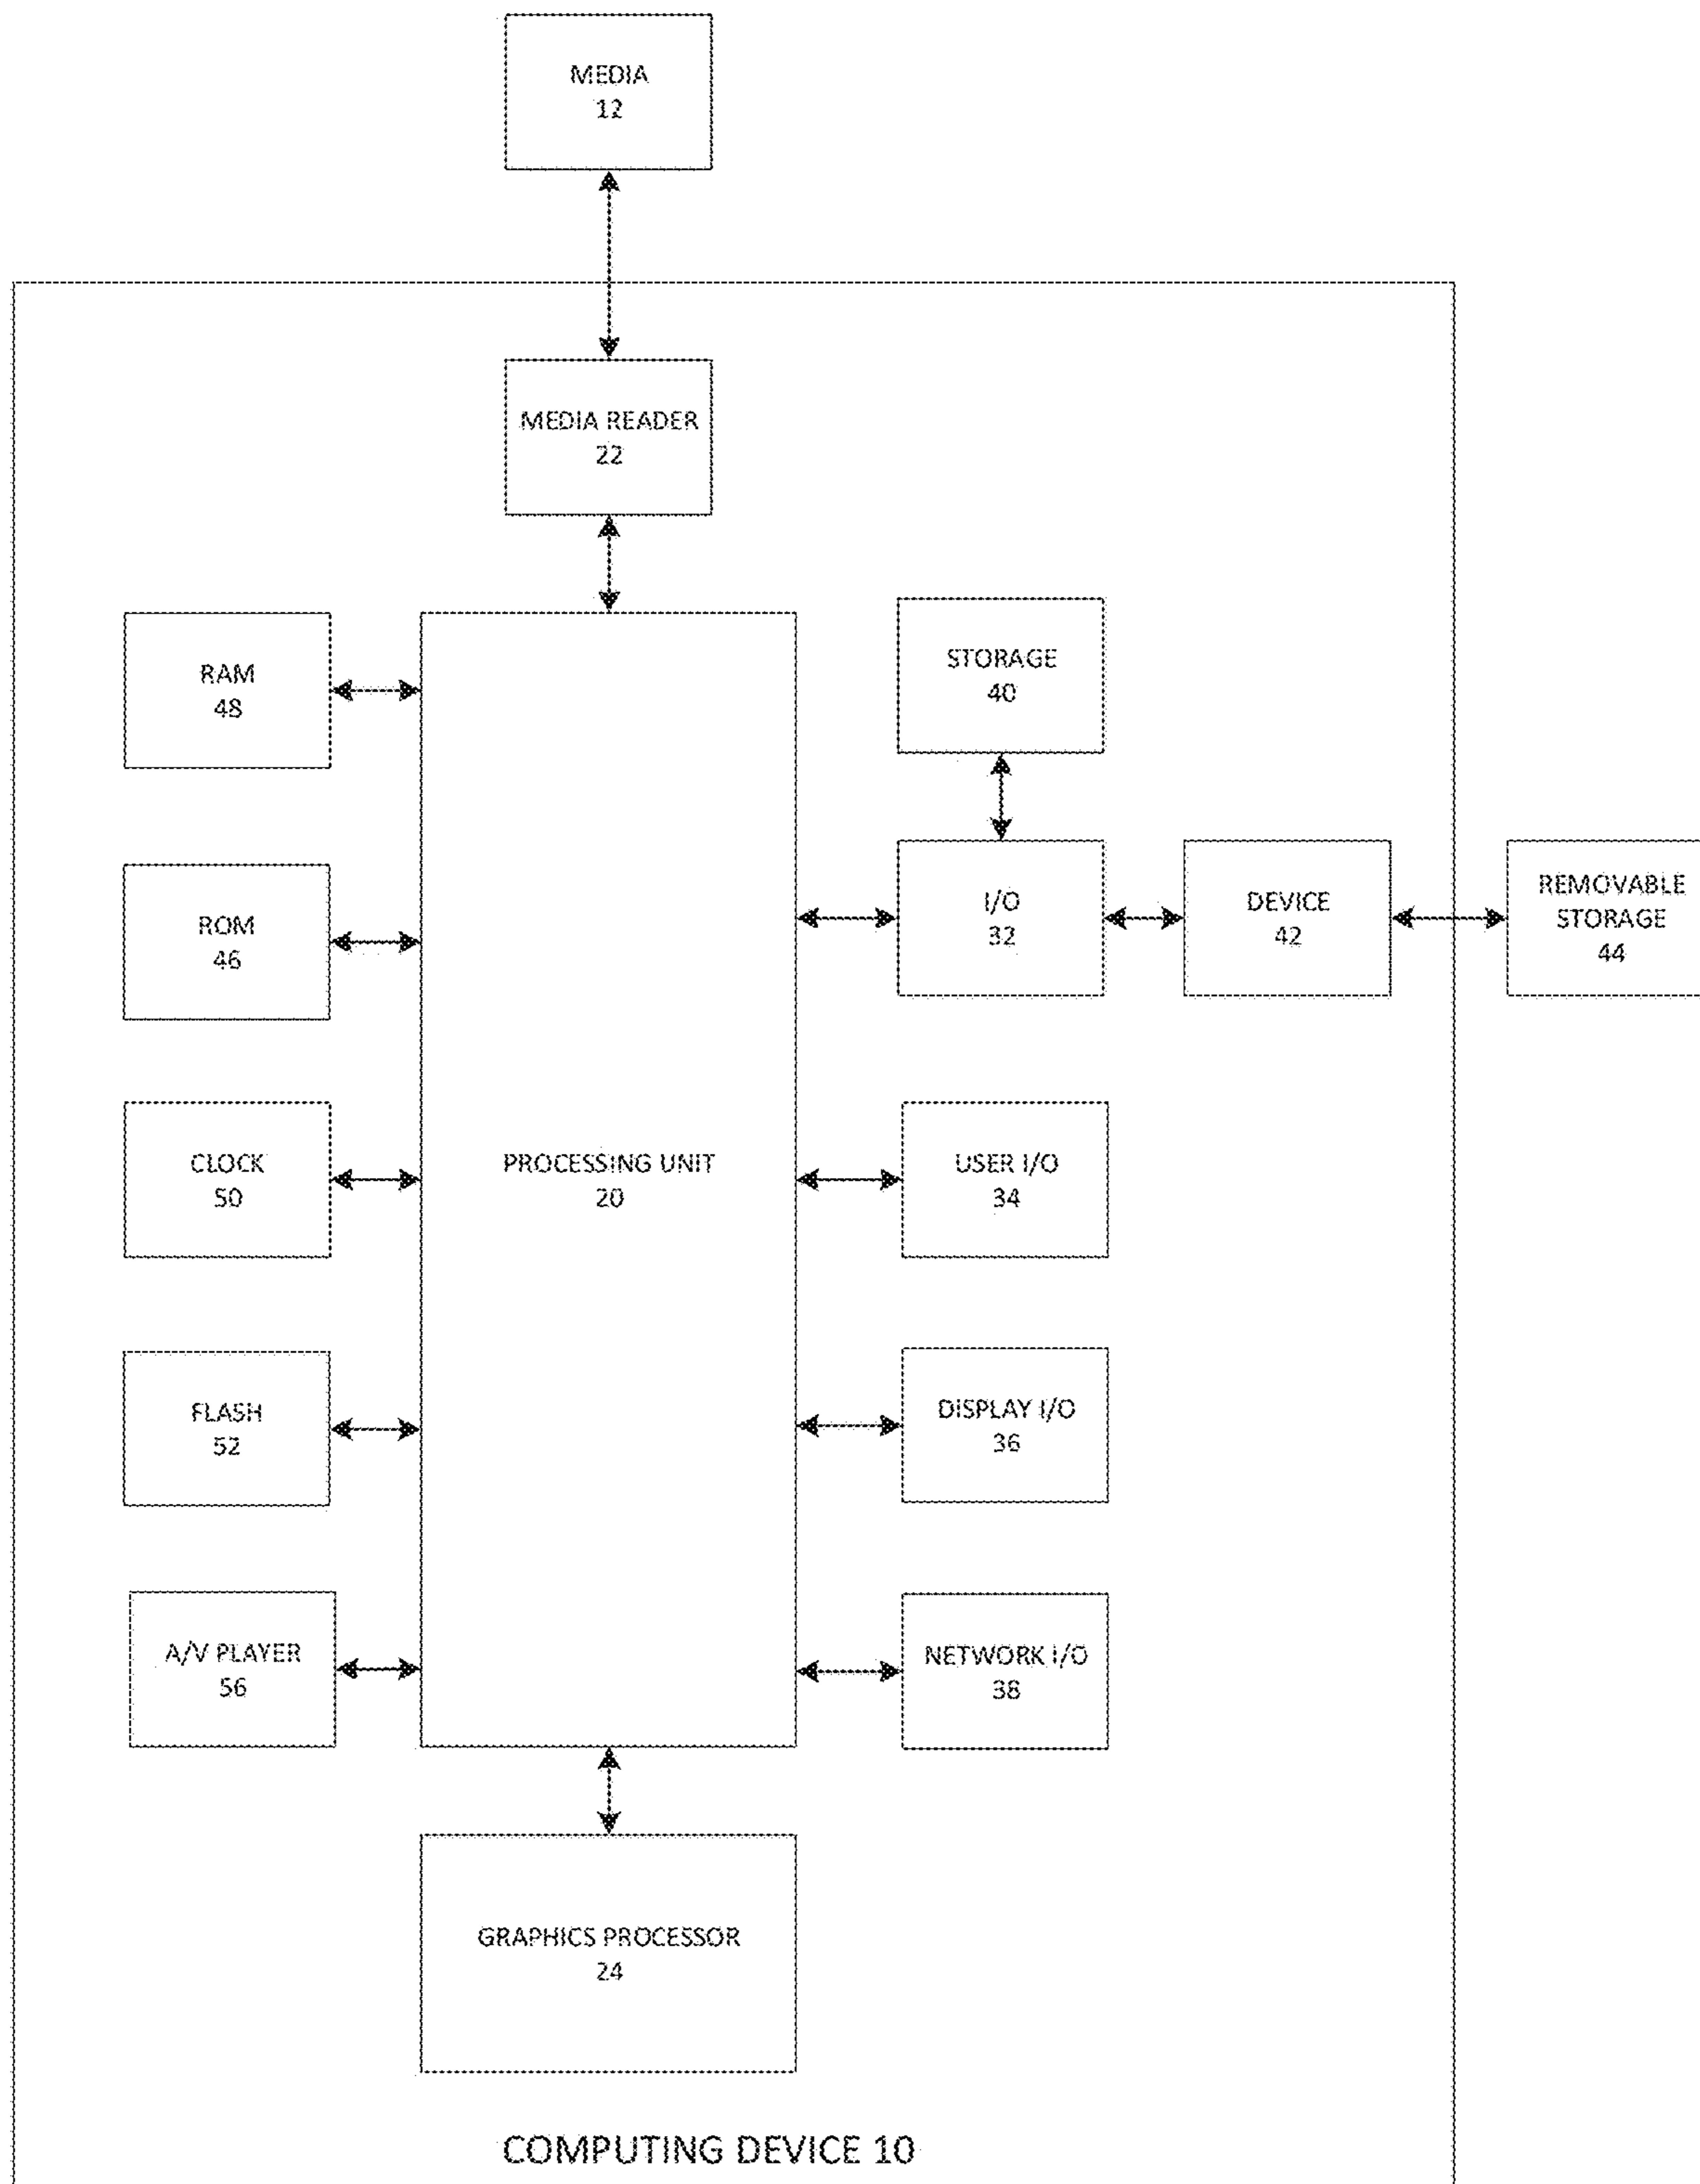 MEDIA
12
MEDIA READER
22
RAM
48
STORAGE
40
ROM
46
I/O
32
DEVICE
42
REMOVABLE
STORAGE
44
CLOCK
50
PROCESSING UNIT
20
USER I/O
34
FLASH
52
DISPLAY I/O
36
A/V PLAYER
56
NETWORK I/O
38
GRAPHICS PROCESSOR
24
COMPUTING DEVICE 10